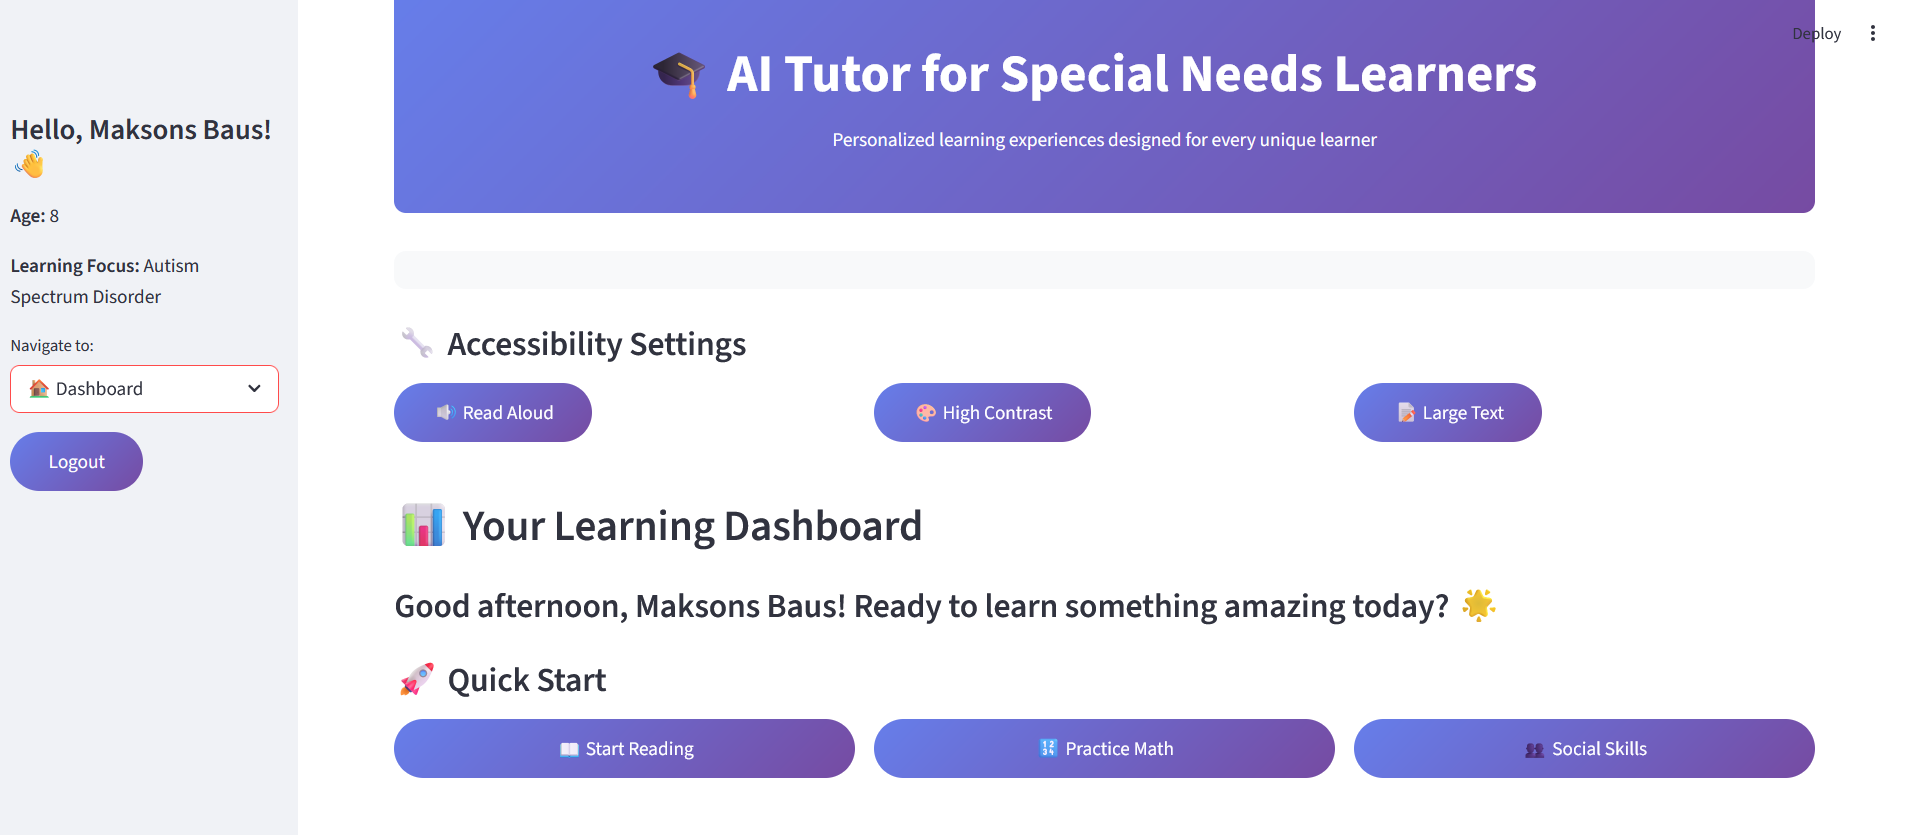 Deploy
Hello, Maksons Baus!
👋
Age: 8
Learning Focus: Autism
Spectrum Disorder
Navigate to:
🏠 Dashboard
Logout
🎓 AI Tutor for Special Needs Learners
Personalized learning experiences designed for every unique learner
🔧 Accessibility Settings
🔊 Read Aloud
🎨 High Contrast
📝 Large Text
📊 Your Learning Dashboard
Good afternoon, Maksons Baus! Ready to learn something amazing today? 🌟
🚀 Quick Start
📖 Start Reading
🔢 Practice Math
👥 Social Skills